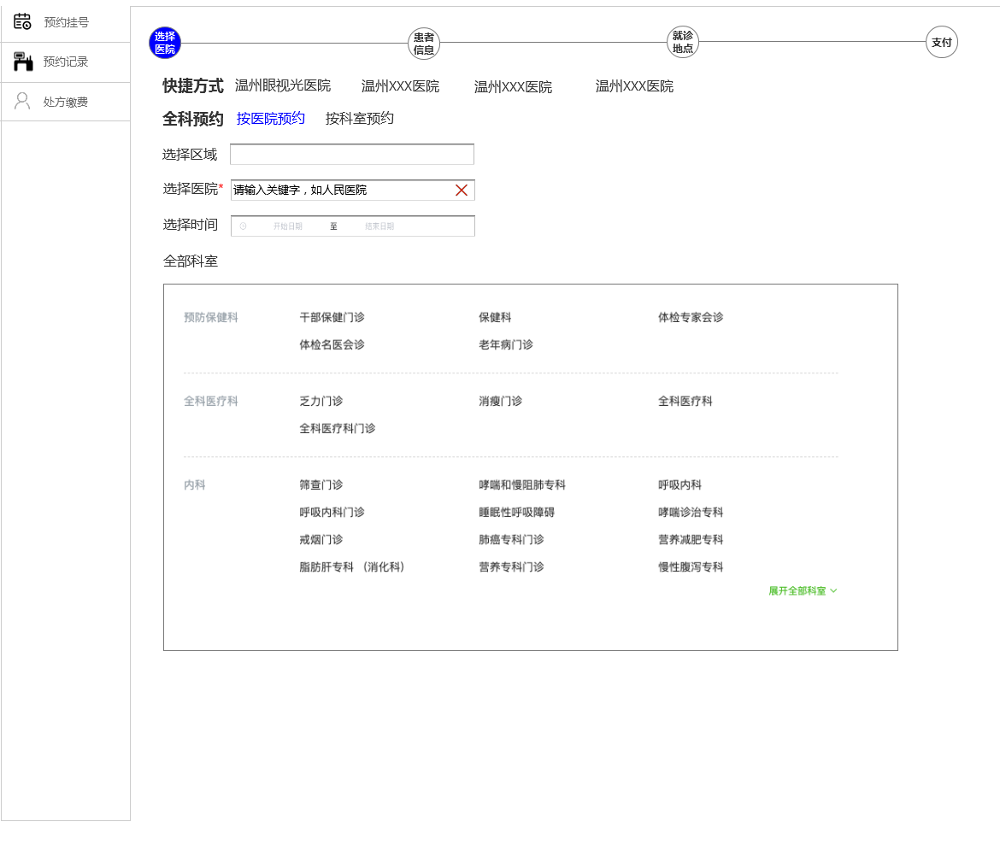 预约挂号
预约记录
处方缴费
选择
医院
患者
信息
就诊
地点
支付
快捷方式 温州眼视光医院 温州XXX医院 温州XXX医院 温州XXX医院
全科预约 按医院预约 按科室预约
选择区域
选择医院* 请输入关键字，如人民医院
选择时间 开始日期 至 结束日期
全部科室
预防保健科 干部保健门诊 保健科 体检专家会诊
体检名医会诊 老年病门诊
全科医疗科 乏力门诊 消瘦门诊 全科医疗科
全科医疗科门诊
内科 筛查门诊 哮喘和慢阻肺专科 呼吸内科
呼吸内科门诊 睡眠性呼吸障碍 哮喘诊治专科
戒烟门诊 肺癌专科门诊 营养减肥专科
脂肪肝专科 （消化科） 营养专科门诊 慢性腹泻专科
展开全部科室